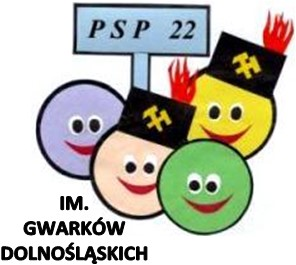 PSP 22
IM.
GWARKÓW
DOLNOŚLĄSKICH